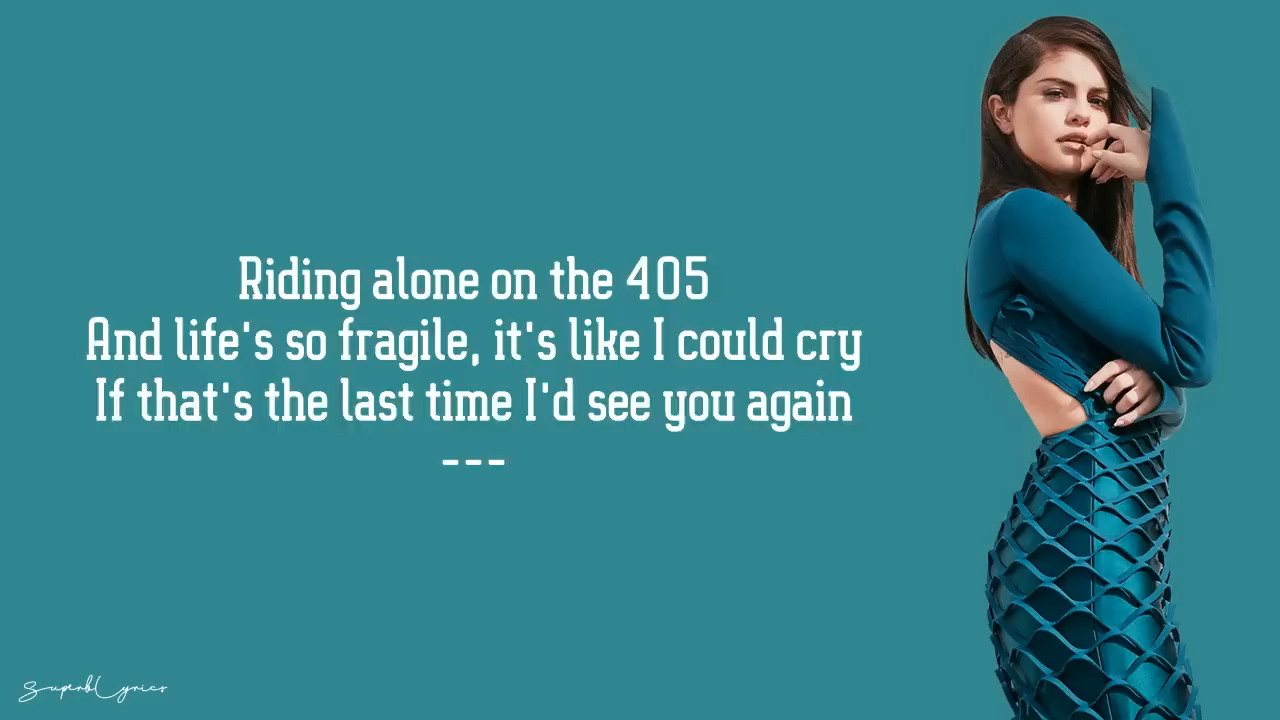 Riding alone on the 405
And life's so fragile, it's like I could cry
If that's the last time I'd see you again
---
SuperbLyrics